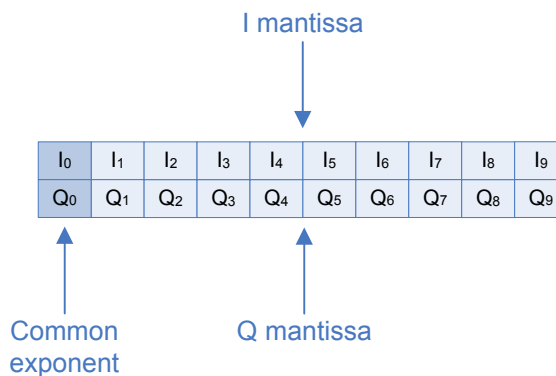 I mantissa
I₀ I₁ I₂ I₃ I₄ I₅ I₆ I₇ I₈ I₉
Q₀ Q₁ Q₂ Q₃ Q₄ Q₅ Q₆ Q₇ Q₈ Q₉
Common
exponent
Q mantissa